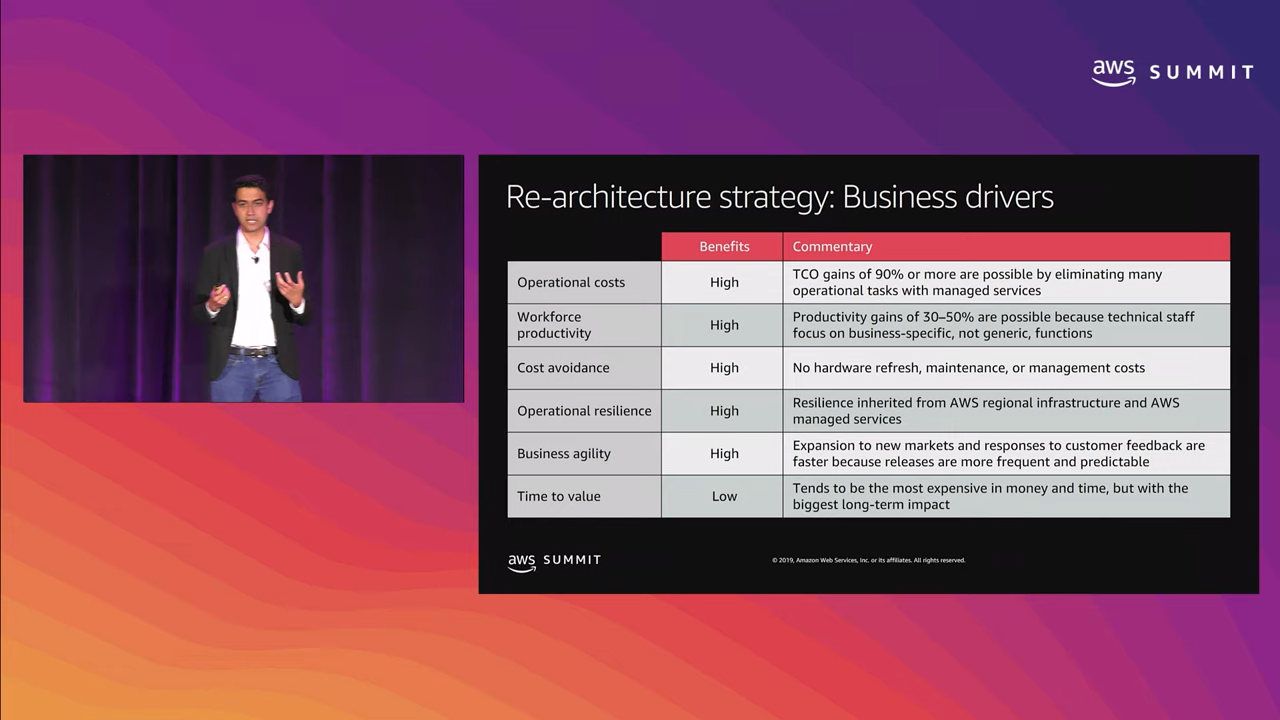 aws SUMMIT
Re-architecture strategy: Business drivers
Benefits Commentary
Operational costs High TCO gains of 90% or more are possible by eliminating many
operational tasks with managed services
Workforce
productivity High Productivity gains of 30–50% are possible because technical staff
focus on business-specific, not generic, functions
Cost avoidance High No hardware refresh, maintenance, or management costs
Operational resilience High Resilience inherited from AWS regional infrastructure and AWS
managed services
Business agility High Expansion to new markets and responses to customer feedback are
faster because releases are more frequent and predictable
Time to value Low Tends to be the most expensive in money and time, but with the
biggest long-term impact
aws SUMMIT
© 2019, Amazon Web Services, Inc. or its affiliates. All rights reserved.